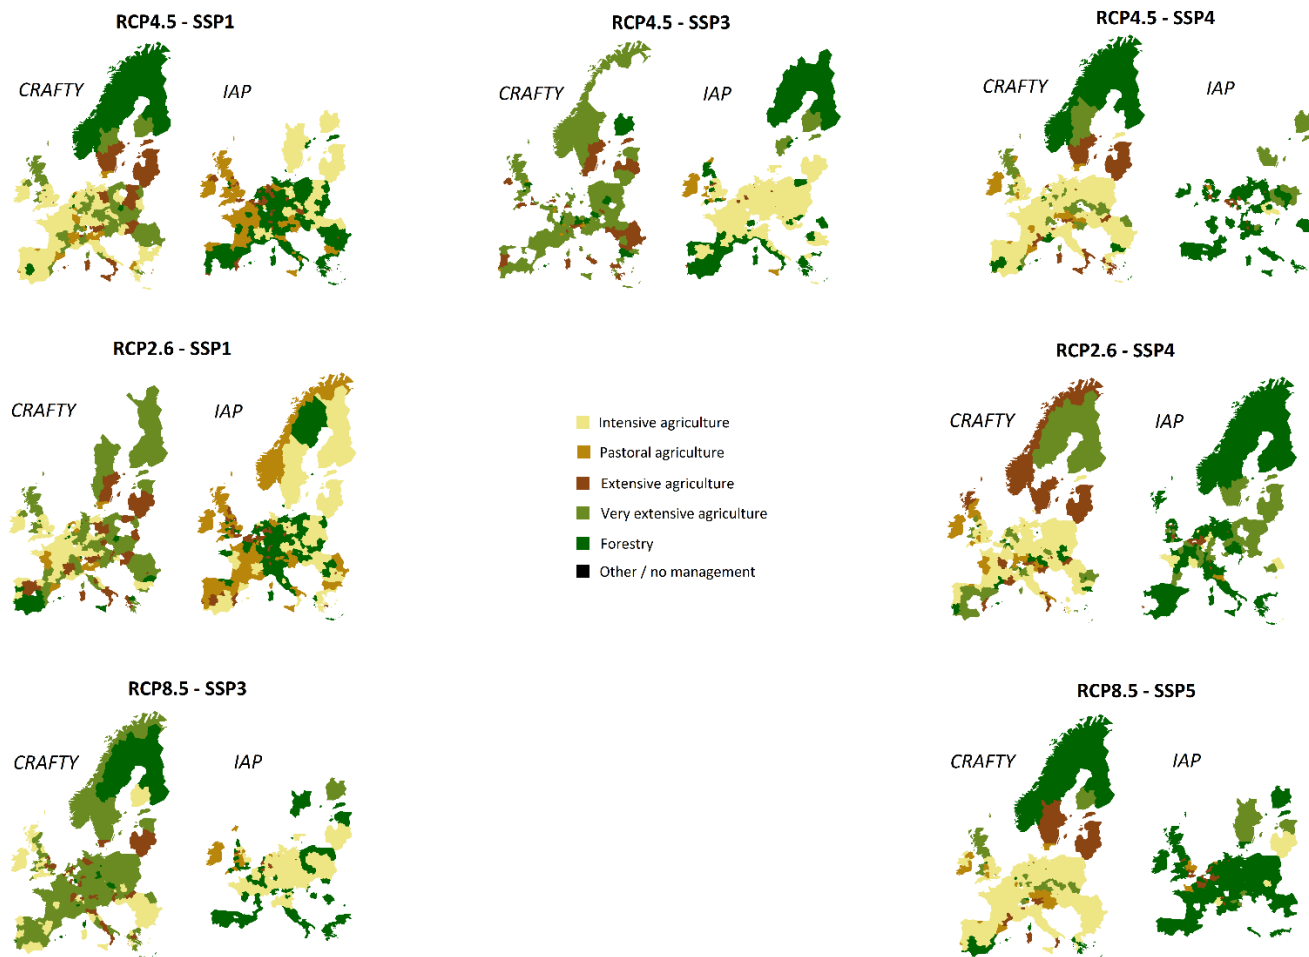 RCP4.5 - SSP1
CRAFTY
IAP
RCP4.5 - SSP3
CRAFTY
IAP
RCP4.5 - SSP4
CRAFTY
IAP
RCP2.6 - SSP1
CRAFTY
IAP
Intensive agriculture
Pastoral agriculture
Extensive agriculture
Very extensive agriculture
Forestry
Other / no management
RCP2.6 - SSP4
CRAFTY
IAP
RCP8.5 - SSP3
CRAFTY
IAP
RCP8.5 - SSP5
CRAFTY
IAP